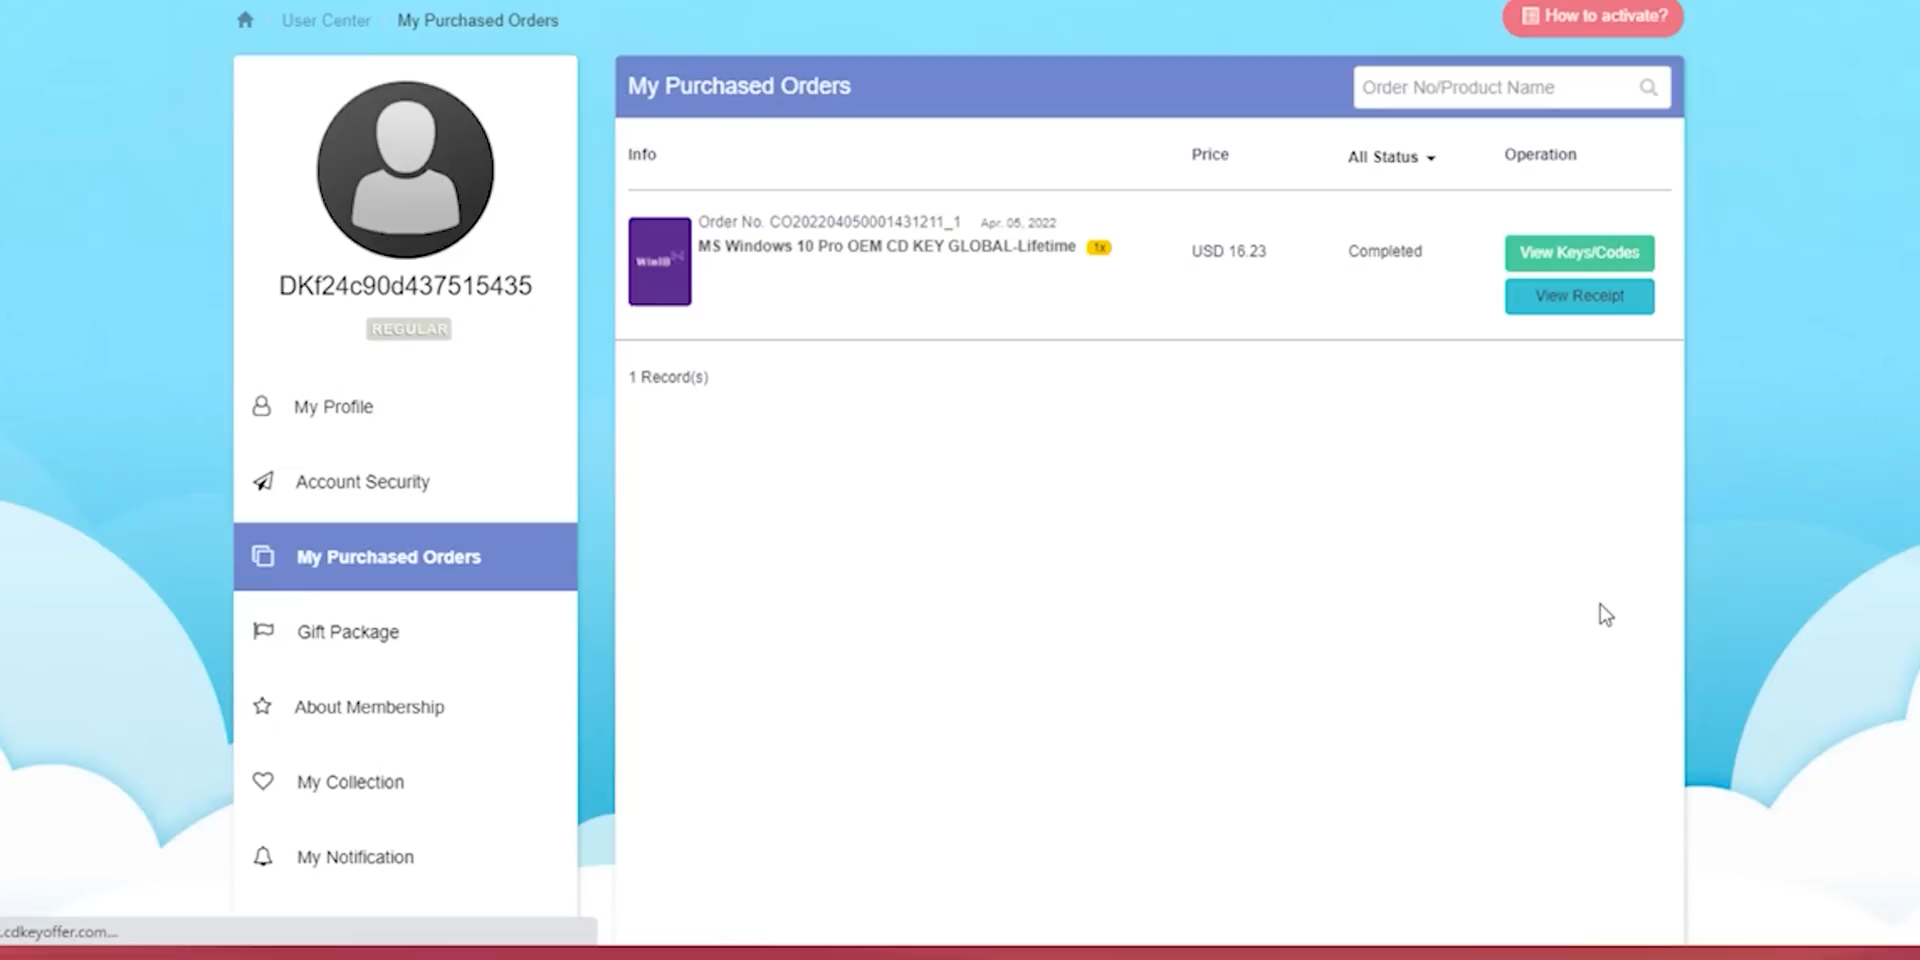 User Center
My Purchased Orders
How to activate?
DKf24c90d437515435
REGULAR
My Profile
Account Security
My Purchased Orders
Gift Package
About Membership
My Collection
My Notification
My Purchased Orders
Order No/Product Name
Info
Price
All Status
Operation
Win10
Order No. CO202204050001431211_1 Apr. 05, 2022
MS Windows 10 Pro OEM CD KEY GLOBAL-Lifetime 1x
USD 16.23
Completed
View Keys/Codes
View Receipt
1 Record(s)
.cdkeyoffer.com...